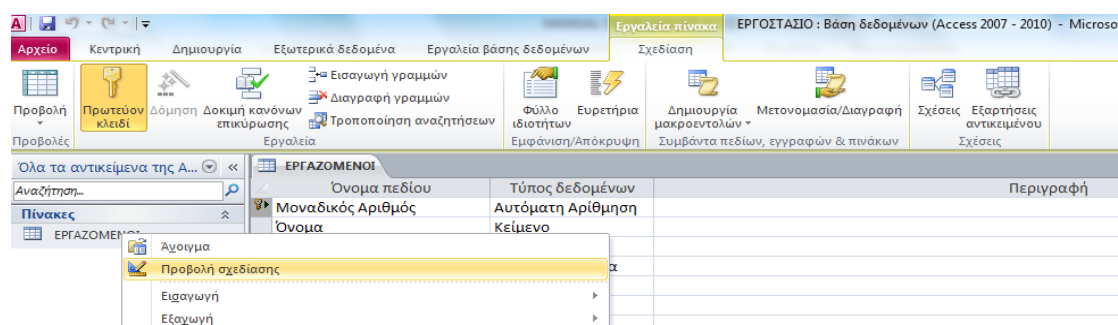 Εργαλεία πίνακα ΕΡΓΟΣΤΑΣΙΟ : Βάση δεδομένων (Access 2007 - 2010) - Microso
Αρχείο Κεντρική Δημιουργία Εξωτερικά δεδομένα Εργαλεία βάσης δεδομένων Σχεδίαση
Προβολή
Πρωτεύον κλειδί
Δόμηση
Δοκιμή κανόνων επικύρωσης
Εισαγωγή γραμμών
Διαγραφή γραμμών
Τροποποίηση αναζητήσεων
Φύλλο ιδιοτήτων
Ευρετήρια
Δημιουργία μακροεντολών
Μετονομασία/Διαγραφή
Σχέσεις
Εξαρτήσεις αντικειμένου
Προβολές Εργαλεία Εμφάνιση/Απόκρυψη Συμβάντα πεδίων, εγγραφών & πινάκων Σχέσεις
Όλα τα αντικείμενα της Α... «
Αναζήτηση...
Πίνακες
ΕΡΓΑΖΟΜΕΝΟΙ
ΕΡΓΑΖΟΜΕΝΟΙ
Όνομα πεδίου Τύπος δεδομένων Περιγραφή
Μοναδικός Αριθμός Αυτόματη Αρίθμηση
Όνομα Κείμενο
α
Άνοιγμα
Προβολή σχεδίασης
Εισαγωγή
Εξαγωγή